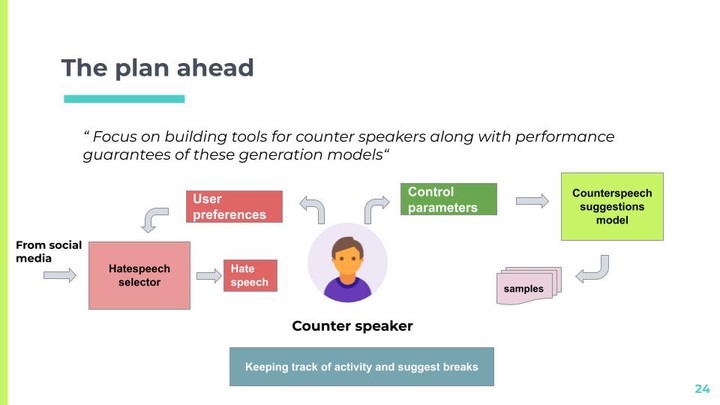 The plan ahead
“ Focus on building tools for counter speakers along with performance
guarantees of these generation models“
User
preferences
Control
parameters
Counterspeech
suggestions
model
From social
media
Hatespeech
selector
Hate
speech
samples
Counter speaker
Keeping track of activity and suggest breaks
24